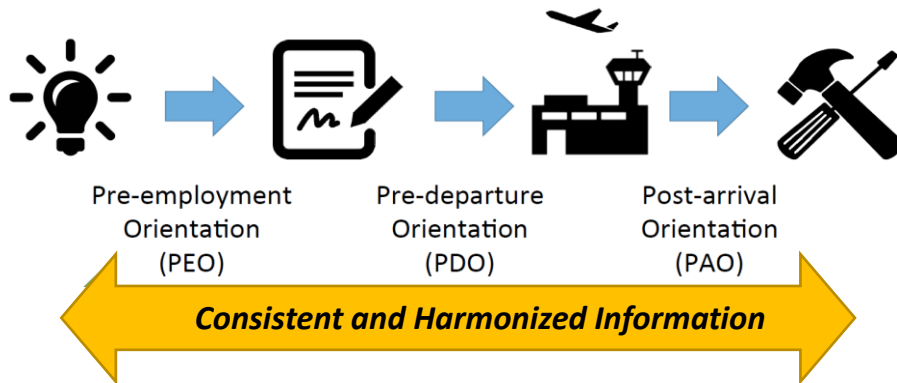 Pre-employment
Orientation
(PEO)
Pre-departure
Orientation
(PDO)
Post-arrival
Orientation
(PAO)
Consistent and Harmonized Information